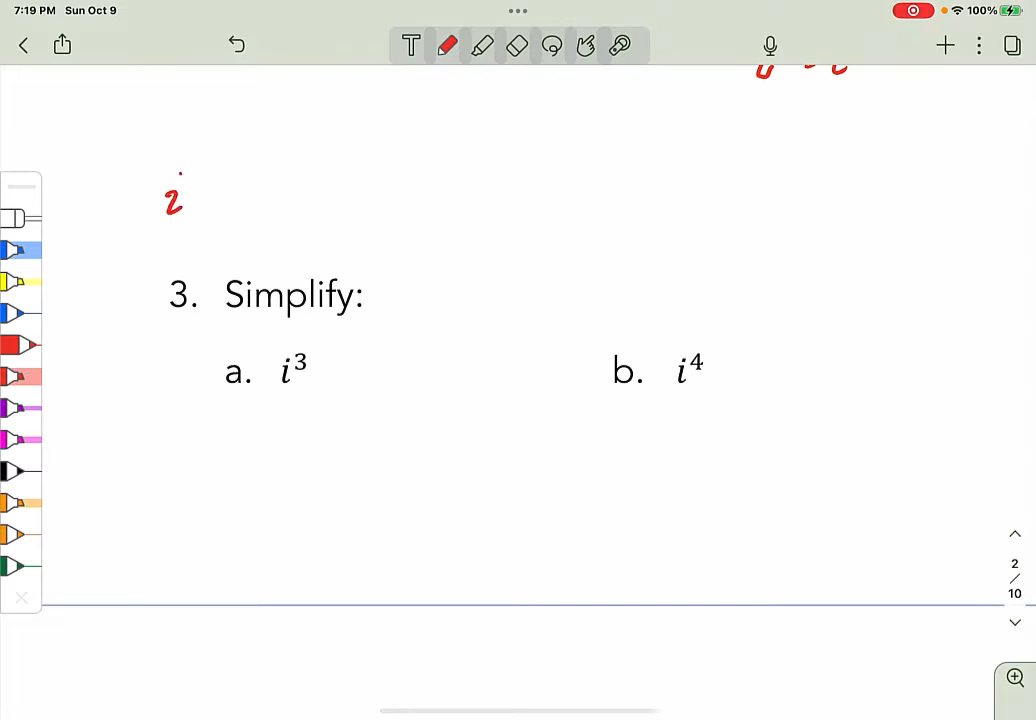 7:19 PM Sun Oct 9
100%
T
i
3. Simplify:
a. i³ b. i⁴
2
/
10